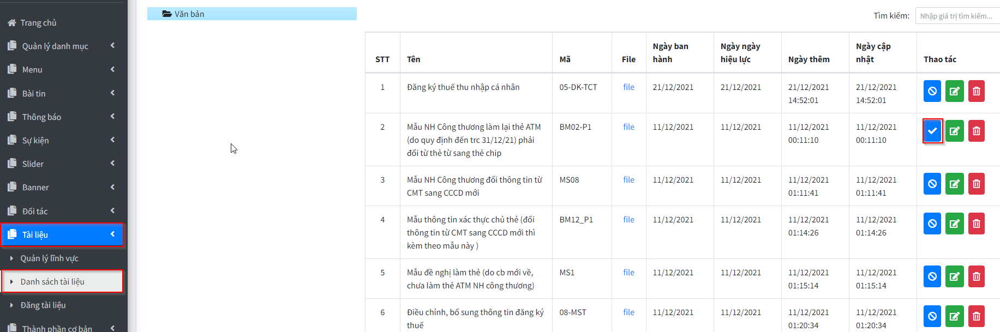 Trang chủ
Quản lý danh mục
Menu
Bài tin
Thông báo
Sự kiện
Slider
Banner
Đối tác
Tài liệu
Quản lý lĩnh vực
Danh sách tài liệu
Đăng tài liệu
Thành phần cơ bản
Văn bản
Tìm kiếm: Nhập giá trị tìm kiếm...
STT Tên Mã File Ngày ban hành Ngày ngày hiệu lực Ngày thêm Ngày cập nhật Thao tác
1 Đăng ký thuế thu nhập cá nhân 05-DK-TCT file 21/12/2021 21/12/2021 21/12/2021 21/12/2021
14:52:01 14:52:01
2 Mẫu NH Công thương làm lại thẻ ATM BM02-P1 file 11/12/2021 11/12/2021 11/12/2021 11/12/2021
(do quy định đến trc 31/12/21) phải 00:11:10 00:11:10
đổi từ thẻ từ sang thẻ chip
3 Mẫu NH Công thương đổi thông tin từ MS08 file 11/12/2021 11/12/2021 11/12/2021 11/12/2021
CMT sang CCCD mới 01:11:41 01:11:41
4 Mẫu thông tin xác thực chủ thẻ (đổi BM12_P1 file 11/12/2021 11/12/2021 11/12/2021 11/12/2021
thông tin từ CMT sang CCCD mới thì 01:14:26 01:14:26
kèm theo mẫu này )
5 Mẫu đề nghị làm thẻ (do cb mới về, MS1 file 11/12/2021 11/12/2021 11/12/2021 11/12/2021
chưa làm thẻ ATM NH công thương) 01:15:14 01:15:14
6 Điều chỉnh, bổ sung thông tin đăng ký 08-MST file 11/12/2021 11/12/2021 11/12/2021 11/12/2021
thuế 01:20:34 01:20:34